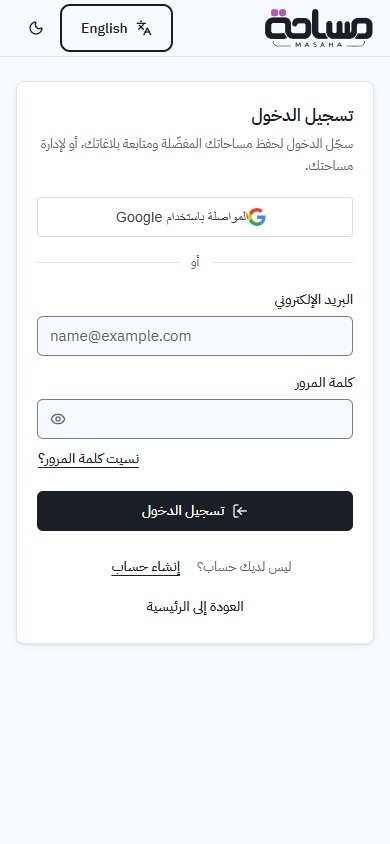 مساحة
MASAHA
English
تسجيل الدخول
سجّل الدخول لحفظ مساحاتك المفضّلة ومتابعة بلاغاتك، أو لإدارة
مساحتك.
المواصلة باستخدام Google
أو
البريد الإلكتروني
name@example.com
كلمة المرور
نسيت كلمة المرور؟
تسجيل الدخول
ليس لديك حساب؟ إنشاء حساب
العودة إلى الرئيسية